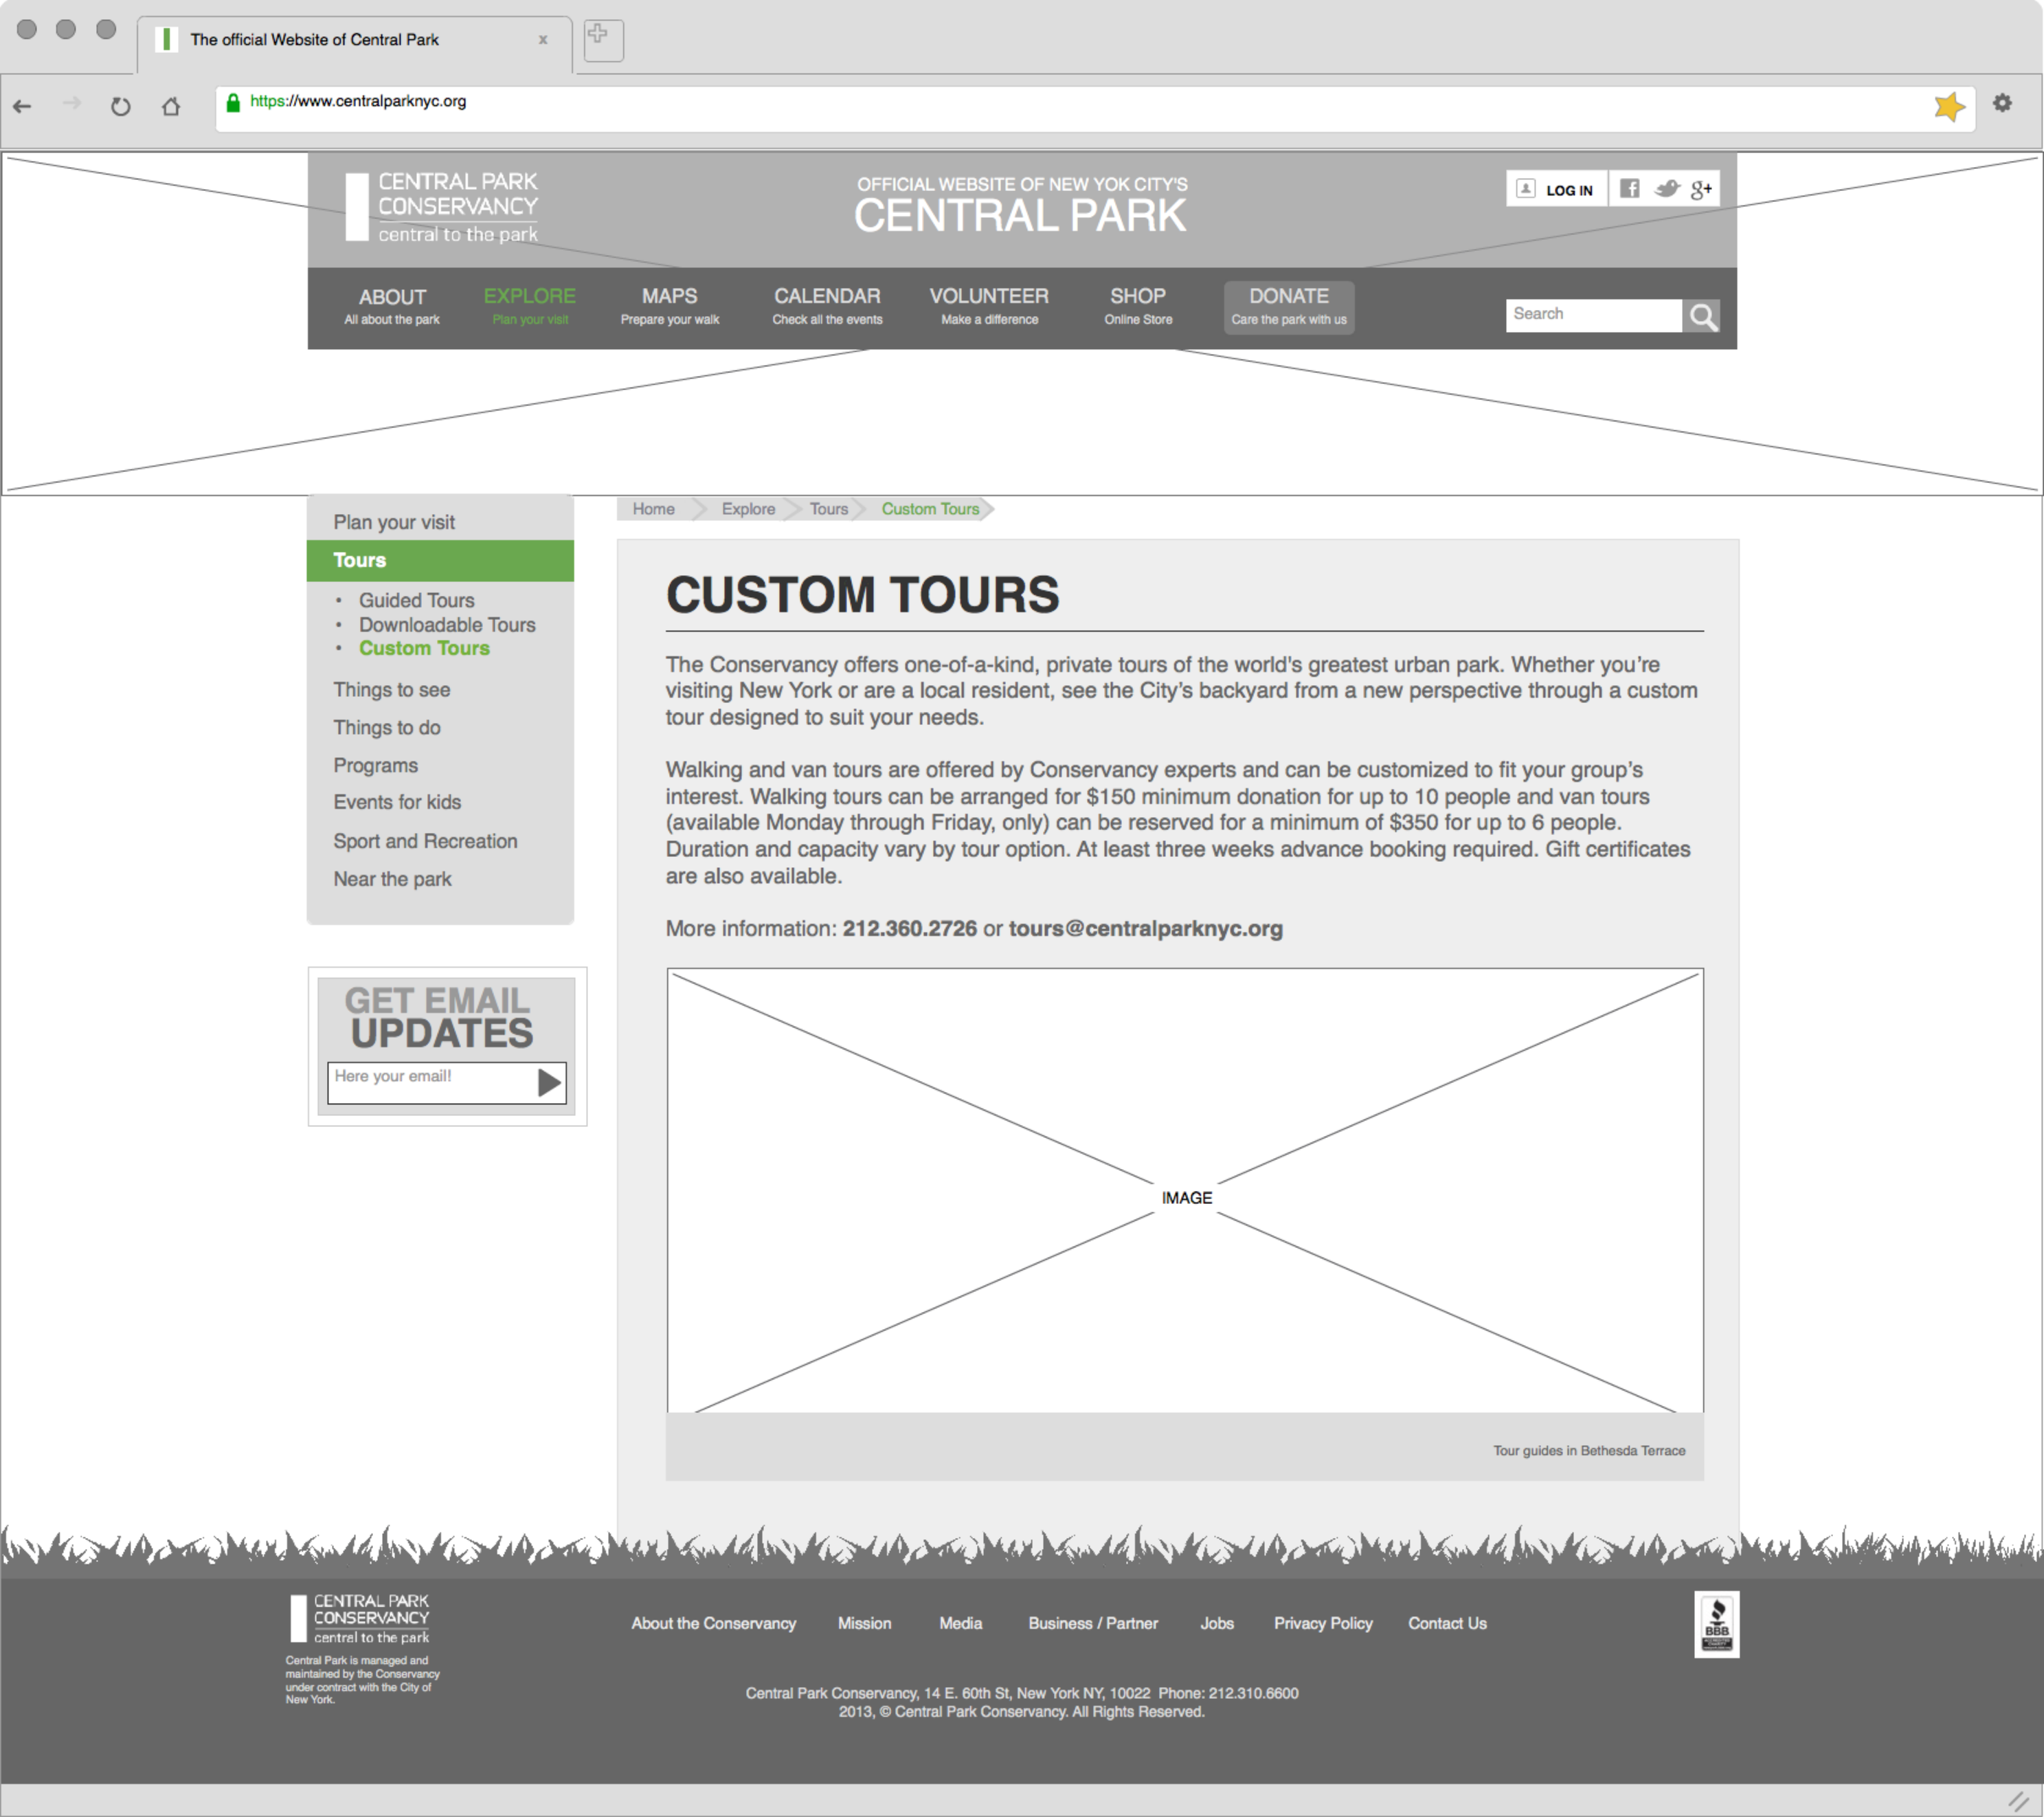 The official Website of Central Park
x
https://www.centralparknyc.org
CENTRAL PARK
CONSERVANCY
central to the park
OFFICIAL WEBSITE OF NEW YOK CITY'S
CENTRAL PARK
LOG IN
f
g+
ABOUT
All about the park
EXPLORE
Plan your visit
MAPS
Prepare your walk
CALENDAR
Check all the events
VOLUNTEER
Make a difference
SHOP
Online Store
DONATE
Care the park with us
Search
Plan your visit
Tours
• Guided Tours
• Downloadable Tours
• Custom Tours
Things to see
Things to do
Programs
Events for kids
Sport and Recreation
Near the park
GET EMAIL
UPDATES
Here your email!
Home Explore Tours Custom Tours
CUSTOM TOURS
The Conservancy offers one-of-a-kind, private tours of the world's greatest urban park. Whether you're
visiting New York or are a local resident, see the City's backyard from a new perspective through a custom
tour designed to suit your needs.
Walking and van tours are offered by Conservancy experts and can be customized to fit your group's
interest. Walking tours can be arranged for $150 minimum donation for up to 10 people and van tours
(available Monday through Friday, only) can be reserved for a minimum of $350 for up to 6 people.
Duration and capacity vary by tour option. At least three weeks advance booking required. Gift certificates
are also available.
More information: 212.360.2726 or tours@centralparknyc.org
IMAGE
Tour guides in Bethesda Terrace
CENTRAL PARK
CONSERVANCY
central to the park
Central Park is managed and
maintained by the Conservancy
under contract with the City of
New York.
About the Conservancy Mission Media Business / Partner Jobs Privacy Policy Contact Us
Central Park Conservancy, 14 E. 60th St, New York NY, 10022 Phone: 212.310.6600
2013, © Central Park Conservancy. All Rights Reserved.
BBB